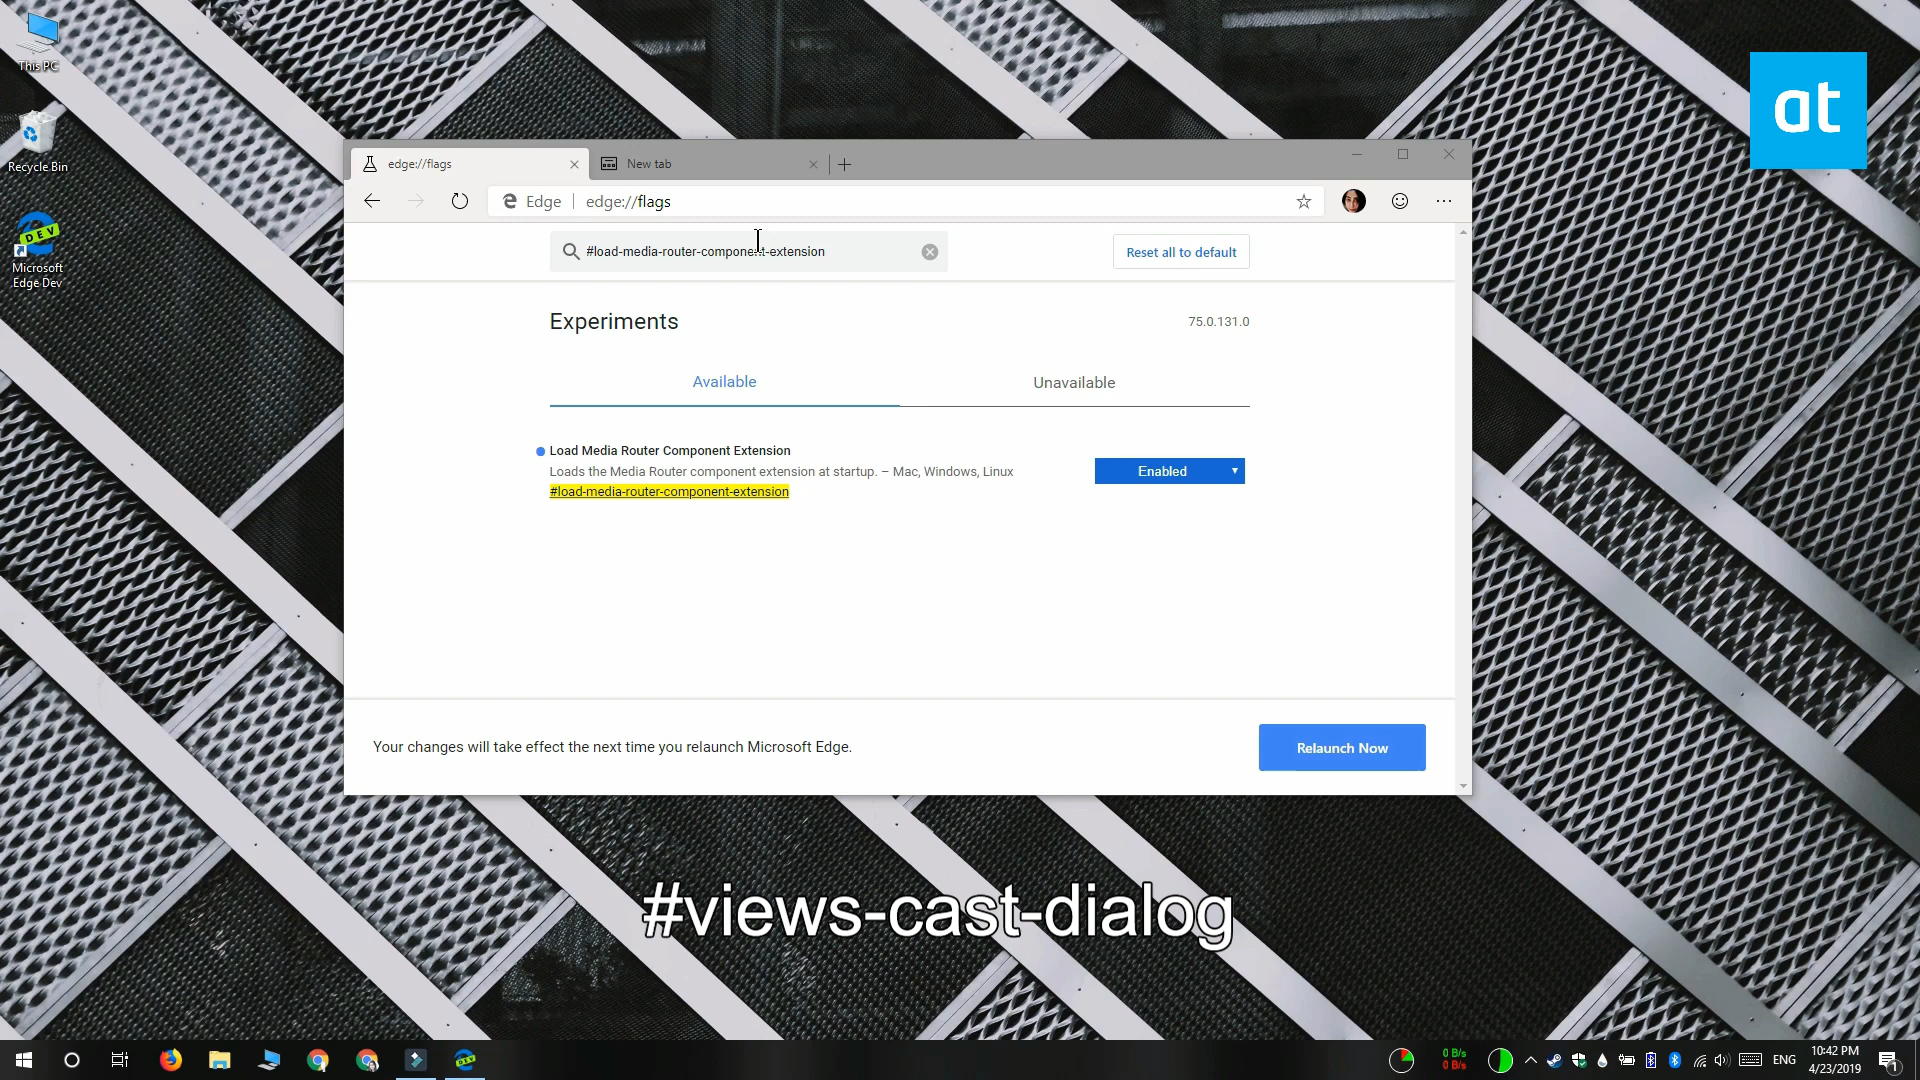 This PC
Recycle Bin
DEV
Microsoft
Edge Dev
at
edge://flags
New tab
Edge
edge://flags
#load-media-router-component-extension
Reset all to default
Experiments
75.0.131.0
Available
Unavailable
Load Media Router Component Extension
Loads the Media Router component extension at startup. – Mac, Windows, Linux
#load-media-router-component-extension
Enabled
Your changes will take effect the next time you relaunch Microsoft Edge.
Relaunch Now
#views-cast-dialog
DEV
0 B/s
0 B/s
ENG
10:42 PM
4/23/2019
1